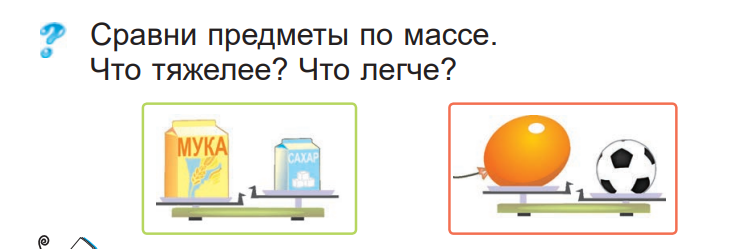 Сравни предметы по массе.
Что тяжелее? Что легче?
МУКА
САХАР